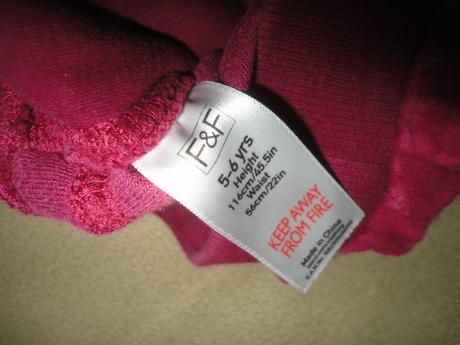 F&F
5-6 yrs
Height
116cm/45.5in
Waist
56cm/22in
KEEP AWAY
FROM FIRE
Made in China